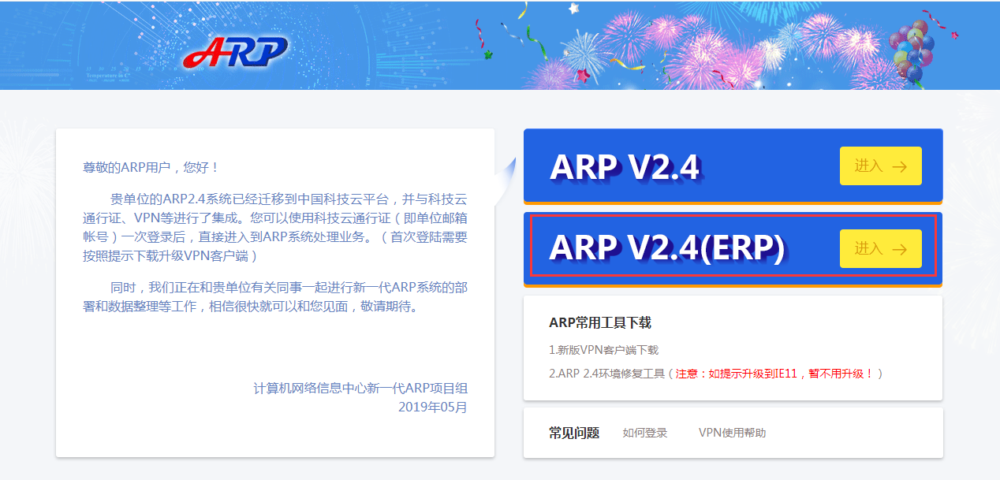 ARP
Temperature in C°
尊敬的ARP用户，您好！
贵单位的ARP2.4系统已经迁移到中国科技云平台，并与科技云
通行证、VPN等进行了集成。您可以使用科技云通行证（即单位邮箱
帐号）一次登录后，直接进入到ARP系统处理业务。（首次登陆需要
按照提示下载升级VPN客户端）
同时，我们正在和贵单位有关同事一起进行新一代ARP系统的部
署和数据整理等工作，相信很快就可以和您见面，敬请期待。
计算机网络信息中心新一代ARP项目组
2019年05月
ARP V2.4
进入 →
ARP V2.4(ERP)
进入 →
ARP常用工具下载
1.新版VPN客户端下载
2.ARP 2.4环境修复工具（注意：如提示升级到IE11，暂不用升级！）
常见问题 如何登录 VPN使用帮助